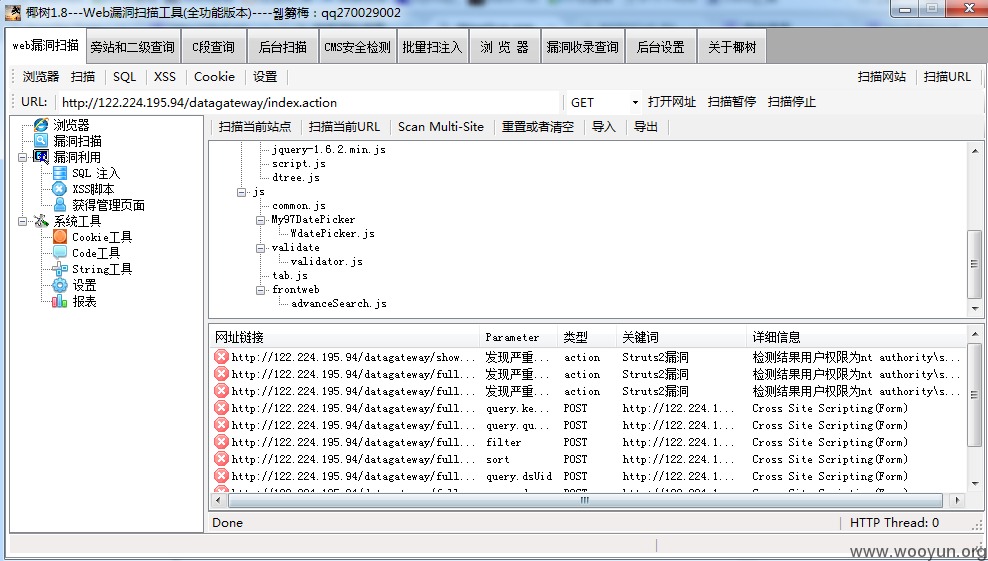 椰树1.8---Web漏洞扫描工具(全功能版本)----웰簩梅：qq270029002
web漏洞扫描 旁站和二级查询 C段查询 后台扫描 CMS安全检测 批量扫注入 浏 览 器 漏洞收录查询 后台设置 关于椰树
浏览器 扫描 SQL XSS Cookie 设置 扫描网站 扫描URL
URL: http://122.224.195.94/datagateway/index.action GET 打开网址 扫描暂停 扫描停止
浏览器
漏洞扫描
漏洞利用
SQL 注入
XSS脚本
获得管理页面
系统工具
Cookie工具
Code工具
String工具
设置
报表
扫描当前站点 扫描当前URL Scan Multi-Site 重置或者清空 导入 导出
jquery-1.6.2.min.js
script.js
dtree.js
js
common.js
My97DatePicker
WdatePicker.js
validate
validator.js
tab.js
frontweb
advanceSearch.js
网址链接 Parameter 类型 关键词 详细信息
http://122.224.195.94/datagateway/show... 发现严重... action Struts2漏洞 检测结果用户权限为nt authority\s...
http://122.224.195.94/datagateway/full... 发现严重... action Struts2漏洞 检测结果用户权限为nt authority\s...
http://122.224.195.94/datagateway/full... 发现严重... action Struts2漏洞 检测结果用户权限为nt authority\s...
http://122.224.195.94/datagateway/full... query.ke... POST http://122.224.1... Cross Site Scripting(Form)
http://122.224.195.94/datagateway/full... query.qu... POST http://122.224.1... Cross Site Scripting(Form)
http://122.224.195.94/datagateway/full... filter POST http://122.224.1... Cross Site Scripting(Form)
http://122.224.195.94/datagateway/full... sort POST http://122.224.1... Cross Site Scripting(Form)
http://122.224.195.94/datagateway/full... query.dsUid POST http://122.224.1... Cross Site Scripting(Form)
Done HTTP Thread: 0
www.wooyun.org